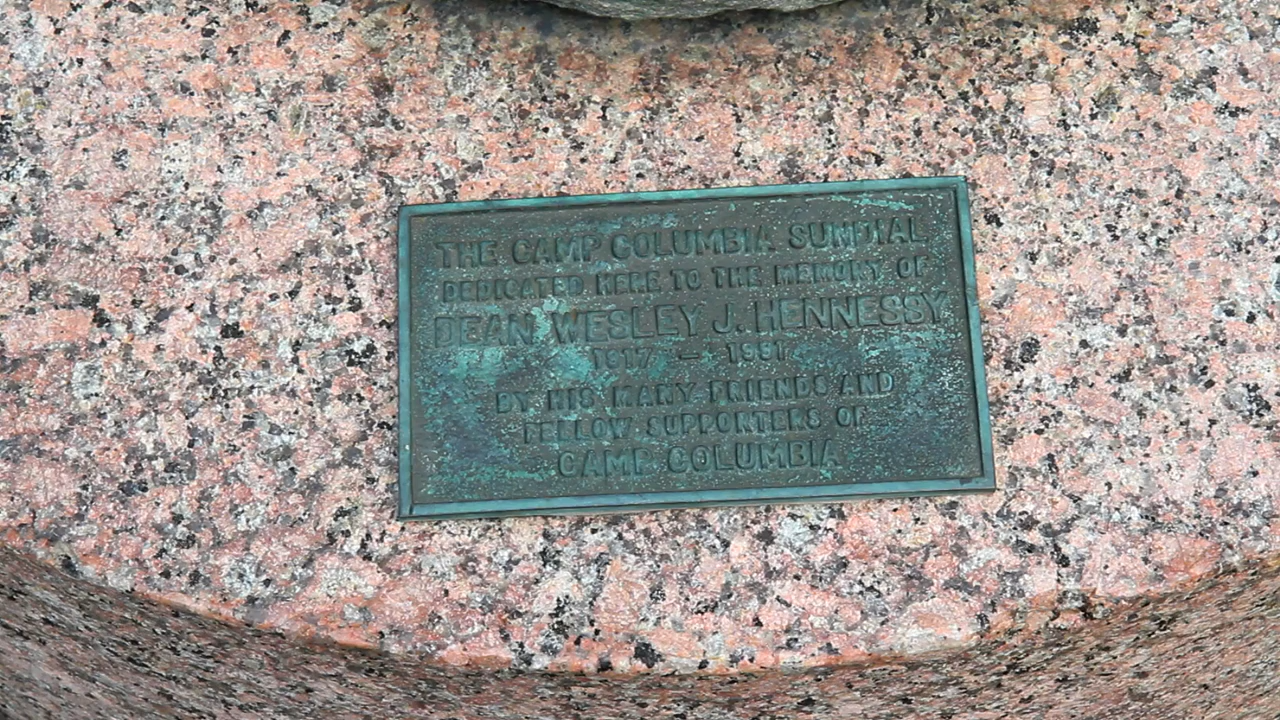 THE CAMP COLUMBIA SUNDIAL
DEDICATED HERE TO THE MEMORY OF
DEAN WESLEY J. HENNESSY
1917 — 1991
BY HIS MANY FRIENDS AND
FELLOW SUPPORTERS OF
CAMP COLUMBIA